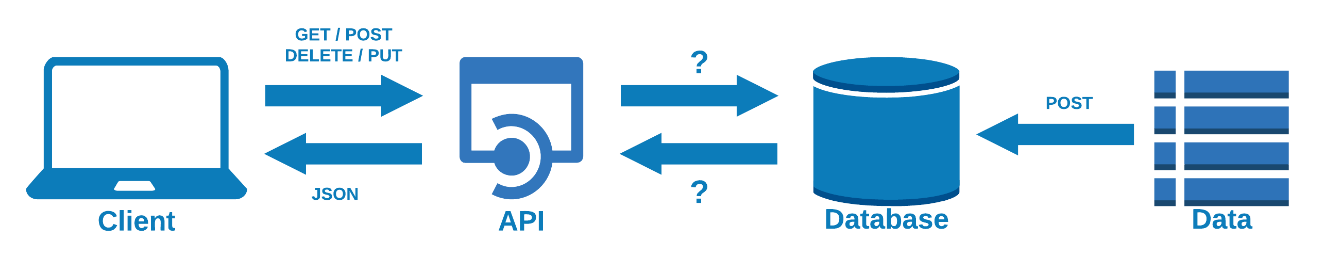 GET / POST
DELETE / PUT
JSON
?
?
POST
Client
API
Database
Data